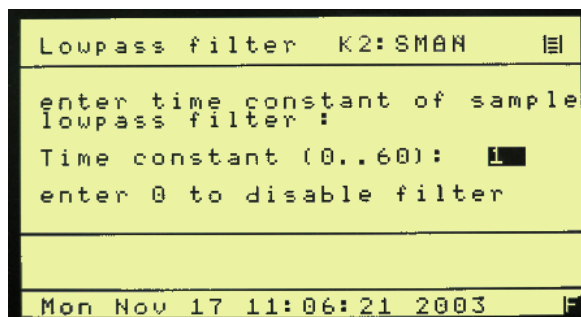 Lowpass filter K2:SMAN
enter time constant of sample
lowpass filter :
Time constant (0..60): 1
enter 0 to disable filter
Mon Nov 17 11:06:21 2003 F